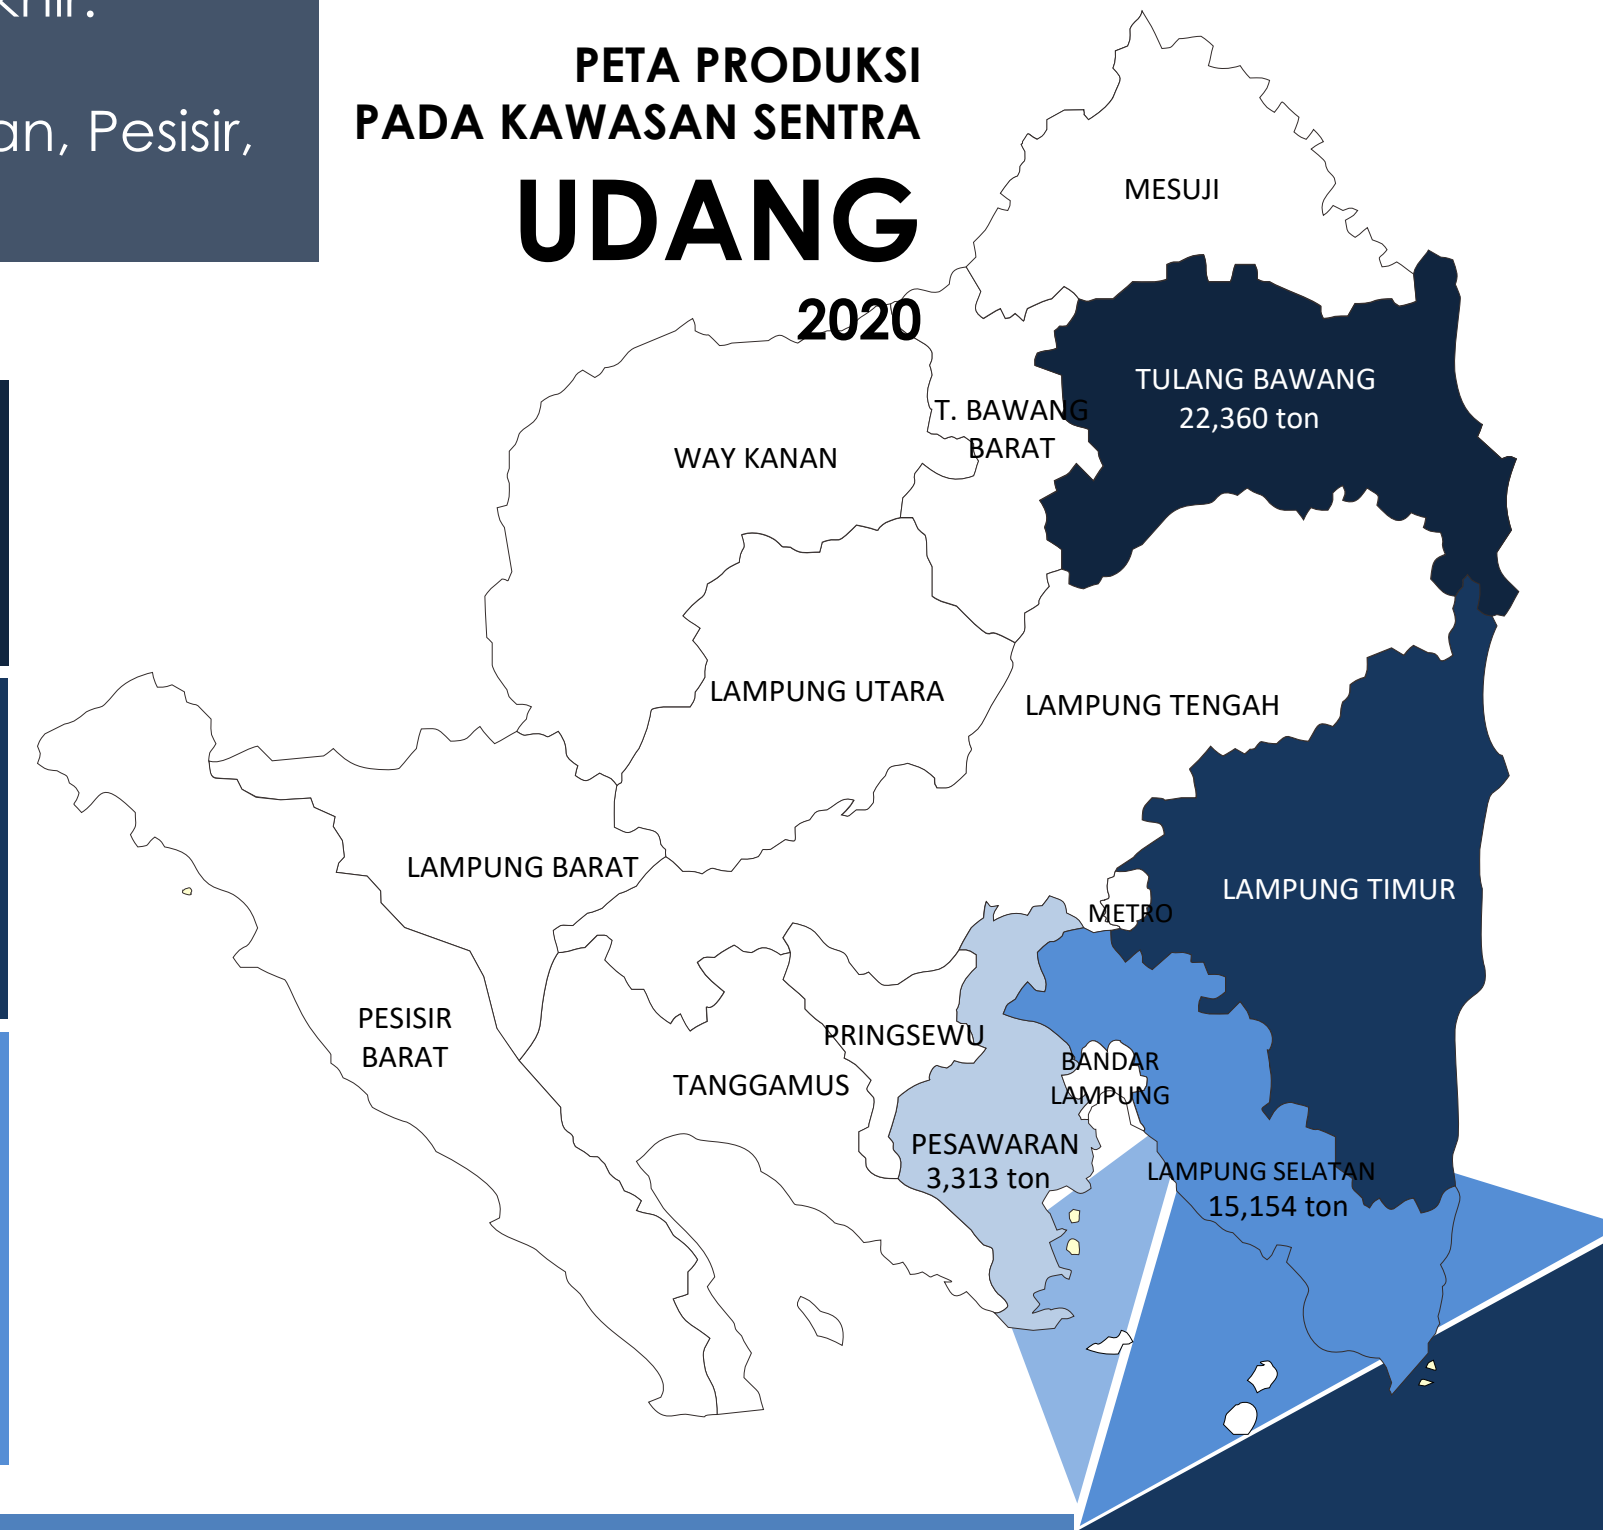 an, Pesisir,
PETA PRODUKSI
PADA KAWASAN SENTRA
UDANG
2020
MESUJI
TULANG BAWANG
22,360 ton
T. BAWANG
BARAT
WAY KANAN
LAMPUNG UTARA
LAMPUNG TENGAH
LAMPUNG BARAT
LAMPUNG TIMUR
METRO
PESISIR
BARAT
PRINGSEWU
TANGGAMUS
BANDAR
LAMPUNG
PESAWARAN
3,313 ton
LAMPUNG SELATAN
15,154 ton